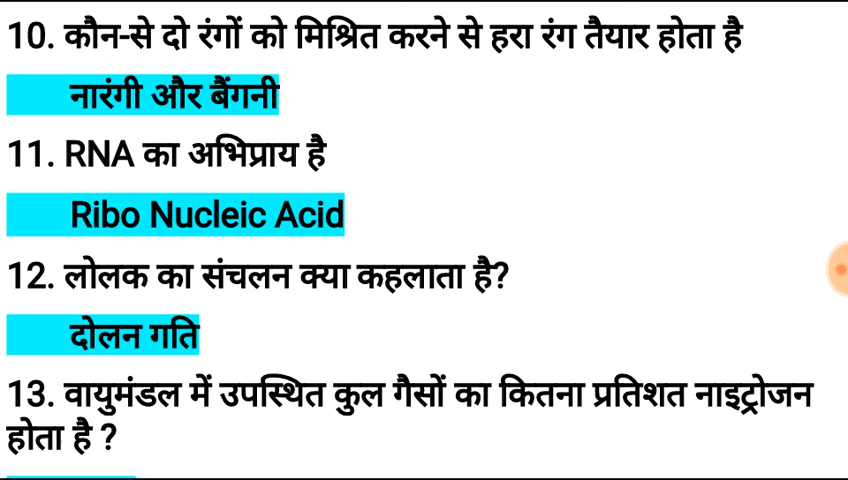 10. कौन-से दो रंगों को मिश्रित करने से हरा रंग तैयार होता है
नारंगी और बैंगनी
11. RNA का अभिप्राय है
Ribo Nucleic Acid
12. लोलक का संचलन क्या कहलाता है?
दोलन गति
13. वायुमंडल में उपस्थित कुल गैसों का कितना प्रतिशत नाइट्रोजन
होता है ?